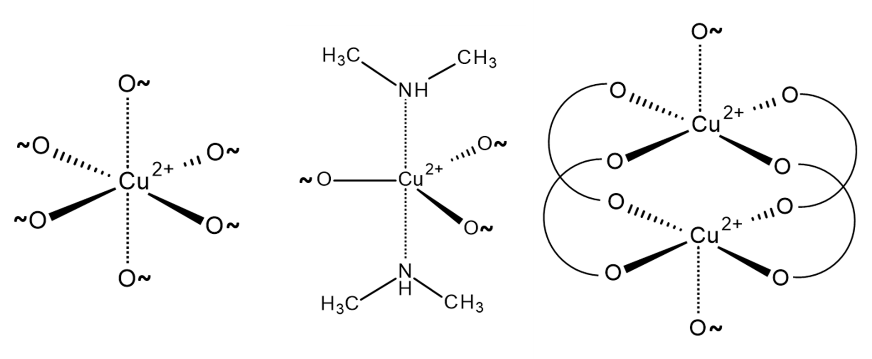 O~
~O
O~
Cu2+
~O
O~
O~
H3C
CH3
NH
~O
O~
Cu2+
O~
N
H
H3C
CH3
O~
O
O
Cu2+
O
O
O
O
Cu2+
O
O
O~